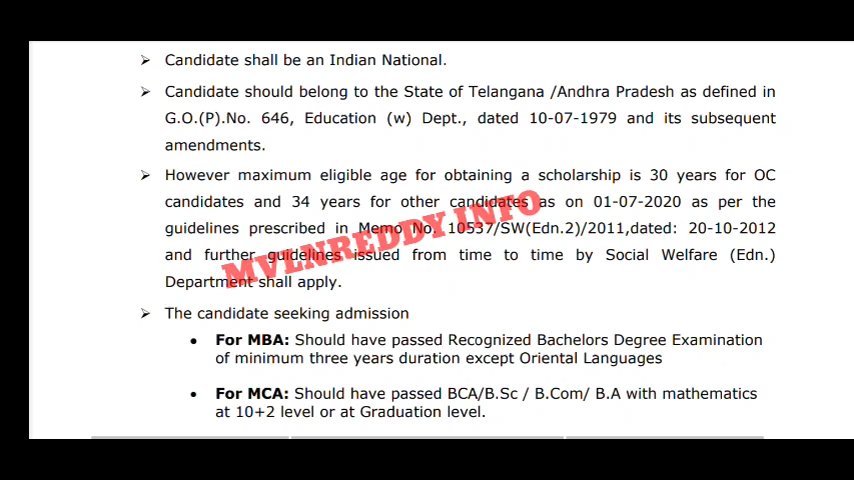 ➢ Candidate shall be an Indian National.
➢ Candidate should belong to the State of Telangana /Andhra Pradesh as defined in
G.O.(P).No. 646, Education (w) Dept., dated 10-07-1979 and its subsequent
amendments.
➢ However maximum eligible age for obtaining a scholarship is 30 years for OC
candidates and 34 years for other candidates as on 01-07-2020 as per the
guidelines prescribed in Memo No. 10537/SW(Edn.2)/2011,dated: 20-10-2012
and further guidelines issued from time to time by Social Welfare (Edn.)
Department shall apply.
MVLNREDDY INFO
➢ The candidate seeking admission
• For MBA: Should have passed Recognized Bachelors Degree Examination
of minimum three years duration except Oriental Languages
• For MCA: Should have passed BCA/B.Sc / B.Com/ B.A with mathematics
at 10+2 level or at Graduation level.